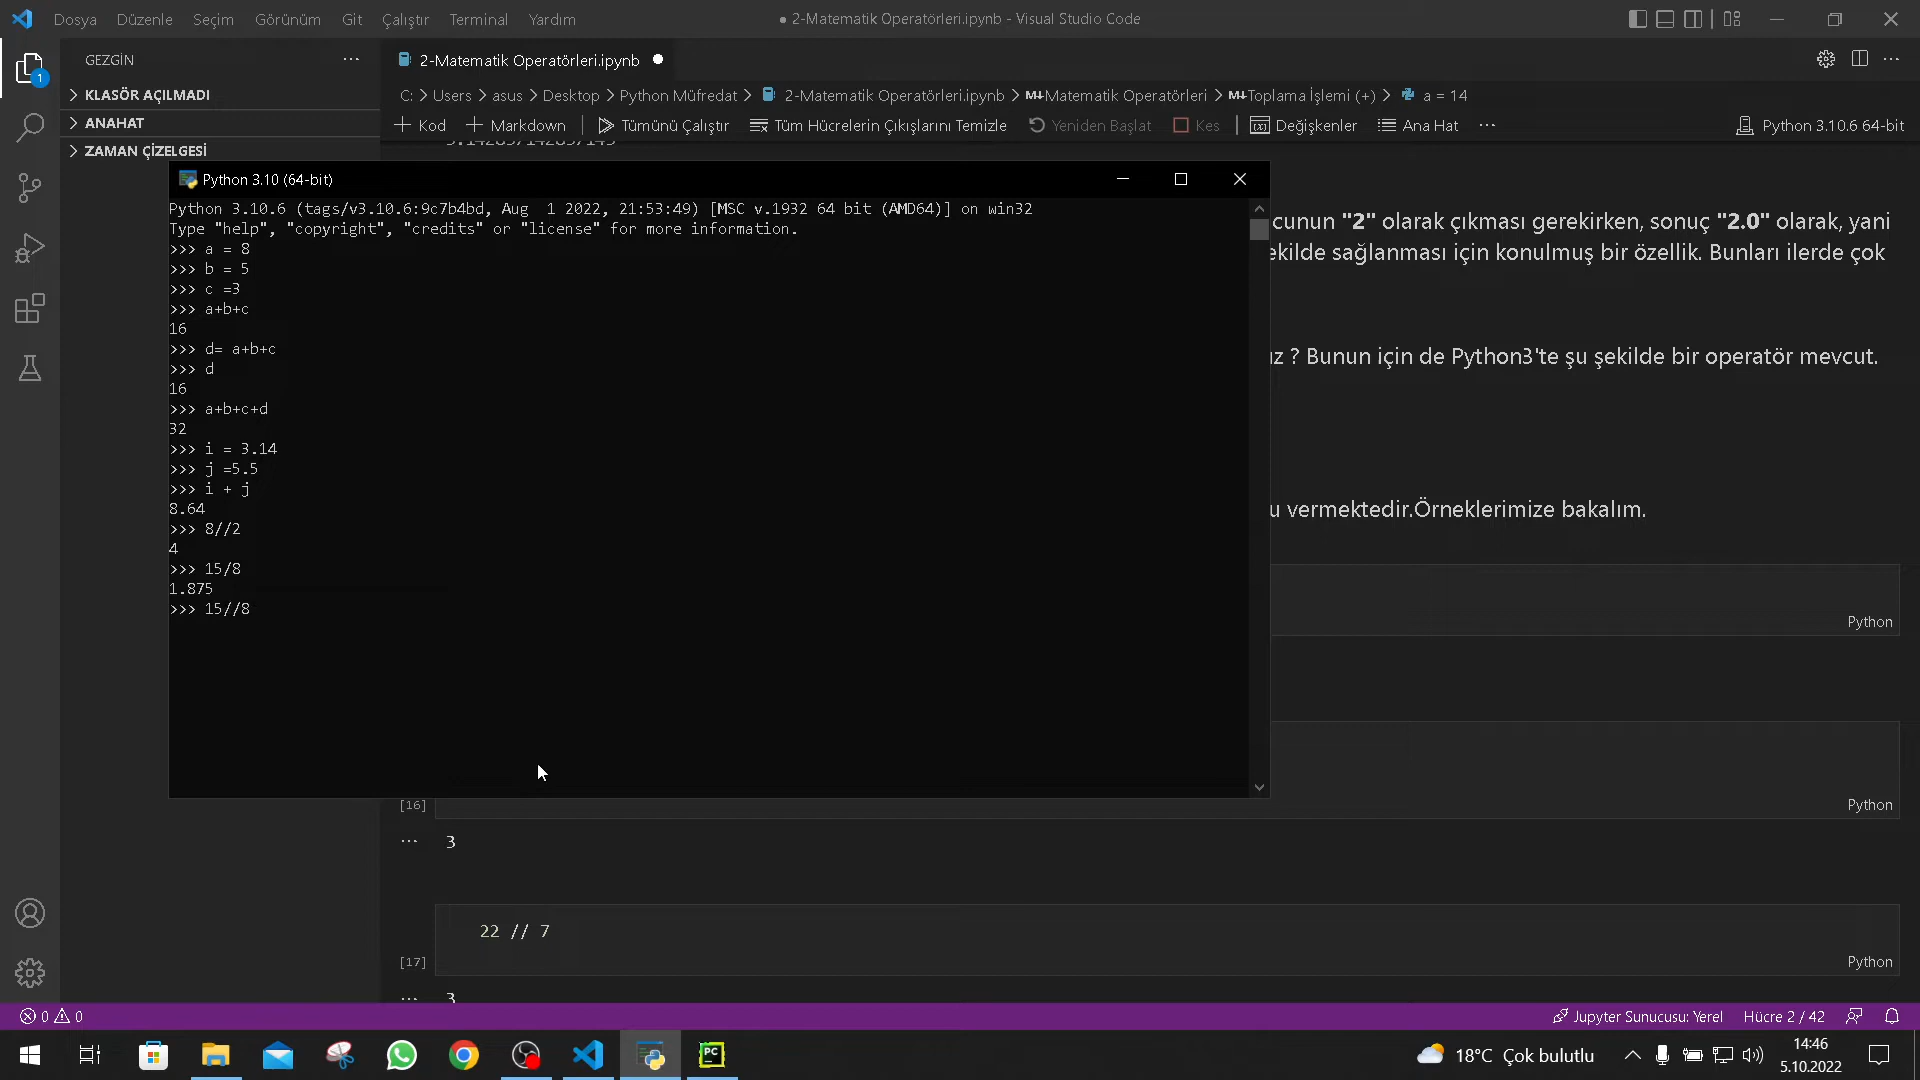 Dosya Düzenle Seçim Görünüm Git Çalıştır Terminal Yardım
● 2-Matematik Operatörleri.ipynb - Visual Studio Code
GEZGİN ···
2-Matematik Operatörleri.ipynb ●
KLASÖR AÇILMADI
ANAHAT
ZAMAN ÇİZELGESİ
1
C: > Users > asus > Desktop > Python Müfredat > 2-Matematik Operatörleri.ipynb > M↓Matematik Operatörleri > M↓Toplama İşlemi (+) > a = 14
+ Kod + Markdown Tümünü Çalıştır Tüm Hücrelerin Çıkışlarını Temizle Yeniden Başlat Kes Değişkenler Ana Hat ··· Python 3.10.6 64-bit
Python 3.10 (64-bit)
Python 3.10.6 (tags/v3.10.6:9c7b4bd, Aug  1 2022, 21:53:49) [MSC v.1932 64 bit (AMD64)] on win32
Type "help", "copyright", "credits" or "license" for more information.
>>> a = 8
>>> b = 5
>>> c =3
>>> a+b+c
16
>>> d= a+b+c
>>> d
16
>>> a+b+c+d
32
>>> i = 3.14
>>> j =5.5
>>> i + j
8.64
>>> 8//2
4
>>> 15/8
1.875
>>> 15//8
cunun "2" olarak çıkması gerekirken, sonuç "2.0" olarak, yani
ekilde sağlanması için konulmuş bir özellik. Bunları ilerde çok
ız ? Bunun için de Python3'te şu şekilde bir operatör mevcut.
u vermektedir.Örneklerimize bakalım.
Python
[16]
Python
··· 3
22 // 7
[17]
Python
··· 3
0 0
Jupyter Sunucusu: Yerel Hücre 2 / 42
PC
18°C Çok bulutlu
14:46
5.10.2022